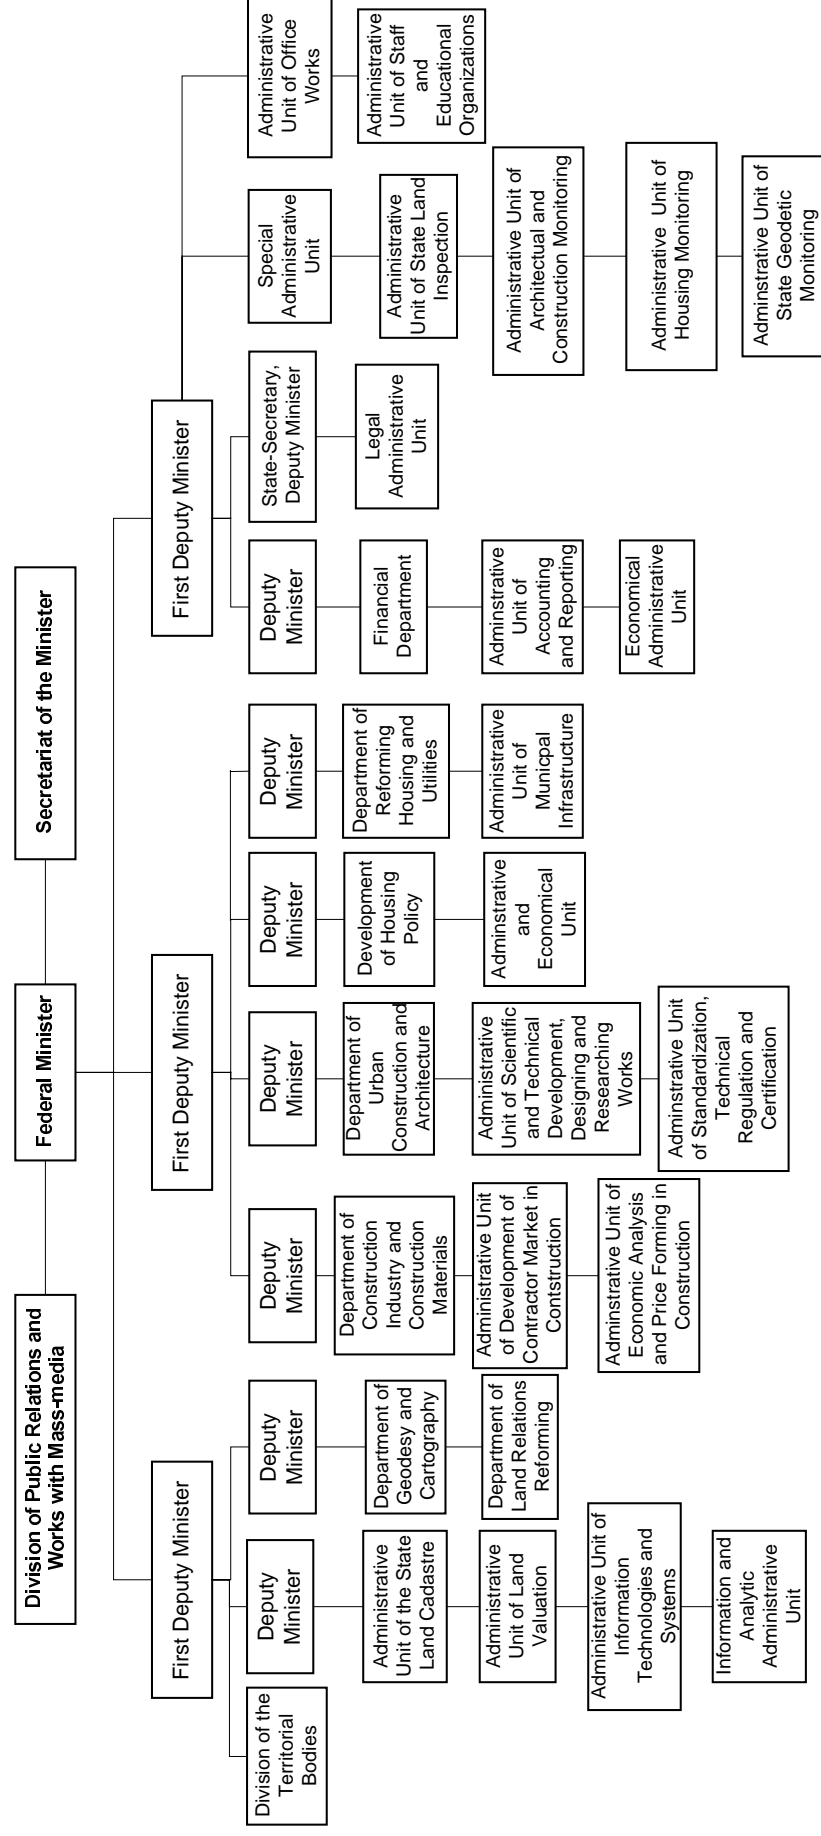 Division of Public Relations and
Works with Mass-media
Federal Minister
Secretariat of the Minister
First Deputy Minister
First Deputy Minister
First Deputy Minister
Division of the
Territorial
Bodies
Deputy
Minister
Administrative
Unit of the State
Land Cadastre
Administrative
Unit of Land
Valuation
Administrative Unit of
Information
Technologies and
Systems
Information and
Analytic
Administrative
Unit
Deputy
Minister
Department of
Geodesy and
Cartography
Department of
Land Relations
Reforming
Deputy
Minister
Department of
Construction
Industry and
Construction
Materials
Administrative Unit
of Development of
Contractor Market in
Contstruction
Adminstrative Unit of
Economic Analysis
and Price Forming in
Construction
Deputy
Minister
Department of
Urban
Construction and
Architecture
Administrative
Unit of Scientific
and Technical
Development,
Designing and
Researching
Works
Adminstrative Unit
of Standardization,
Technical
Regulation and
Certification
Deputy
Minister
Development
of Housing
Policy
Adminstrative
and
Economical
Unit
Deputy
Minister
Department of
Reforming
Housing and
Utilities
Administrative
Unit of
Municpal
Infrastructure
Deputy
Minister
Financial
Department
Adminstrative
Unit of
Accounting
and Reporting
Economical
Administrative
Unit
State-Secretary,
Deputy Minister
Legal
Administrative
Unit
Special
Administrative
Unit
Administrative
Unit of State Land
Inspection
Administrative Unit of
Architectual and
Construction Monitoring
Administrative Unit of
Housing Monitoring
Adminstrative Unit of
State Geodetic
Monitoring
Administrative
Unit of Office
Works
Administrative
Unit of Staff
and
Educational
Organizations